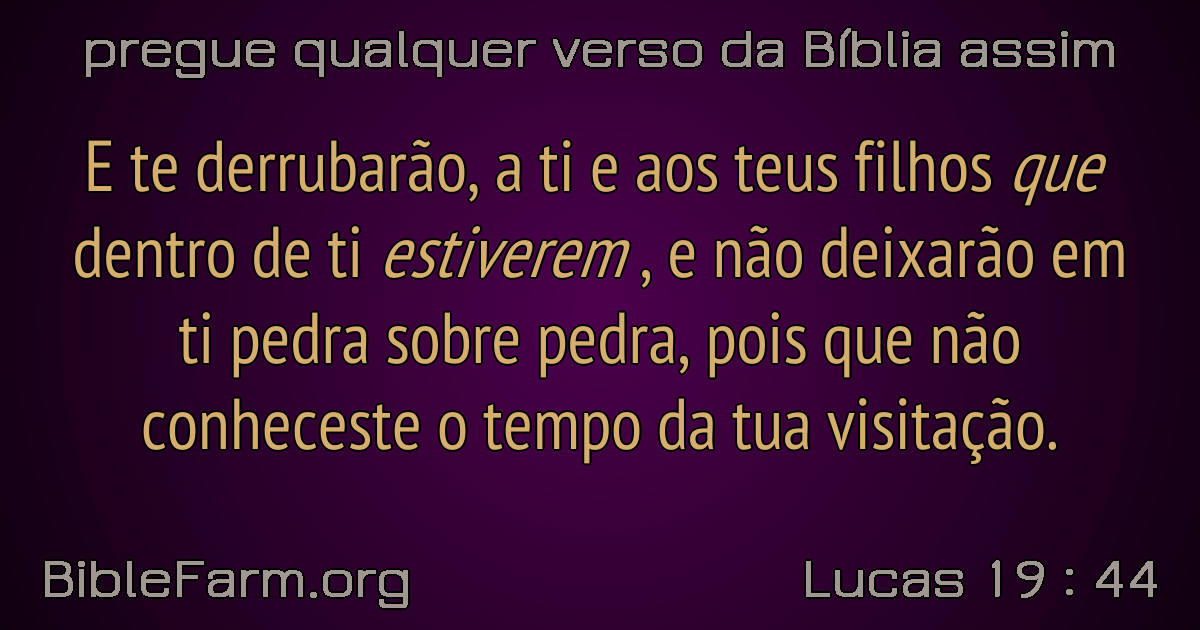 pregue qualquer verso da Bíblia assim
E te derrubarão, a ti e aos teus filhos que
dentro de ti estiverem , e não deixarão em
ti pedra sobre pedra, pois que não
conheceste o tempo da tua visitação.
BibleFarm.org
Lucas 19 : 44